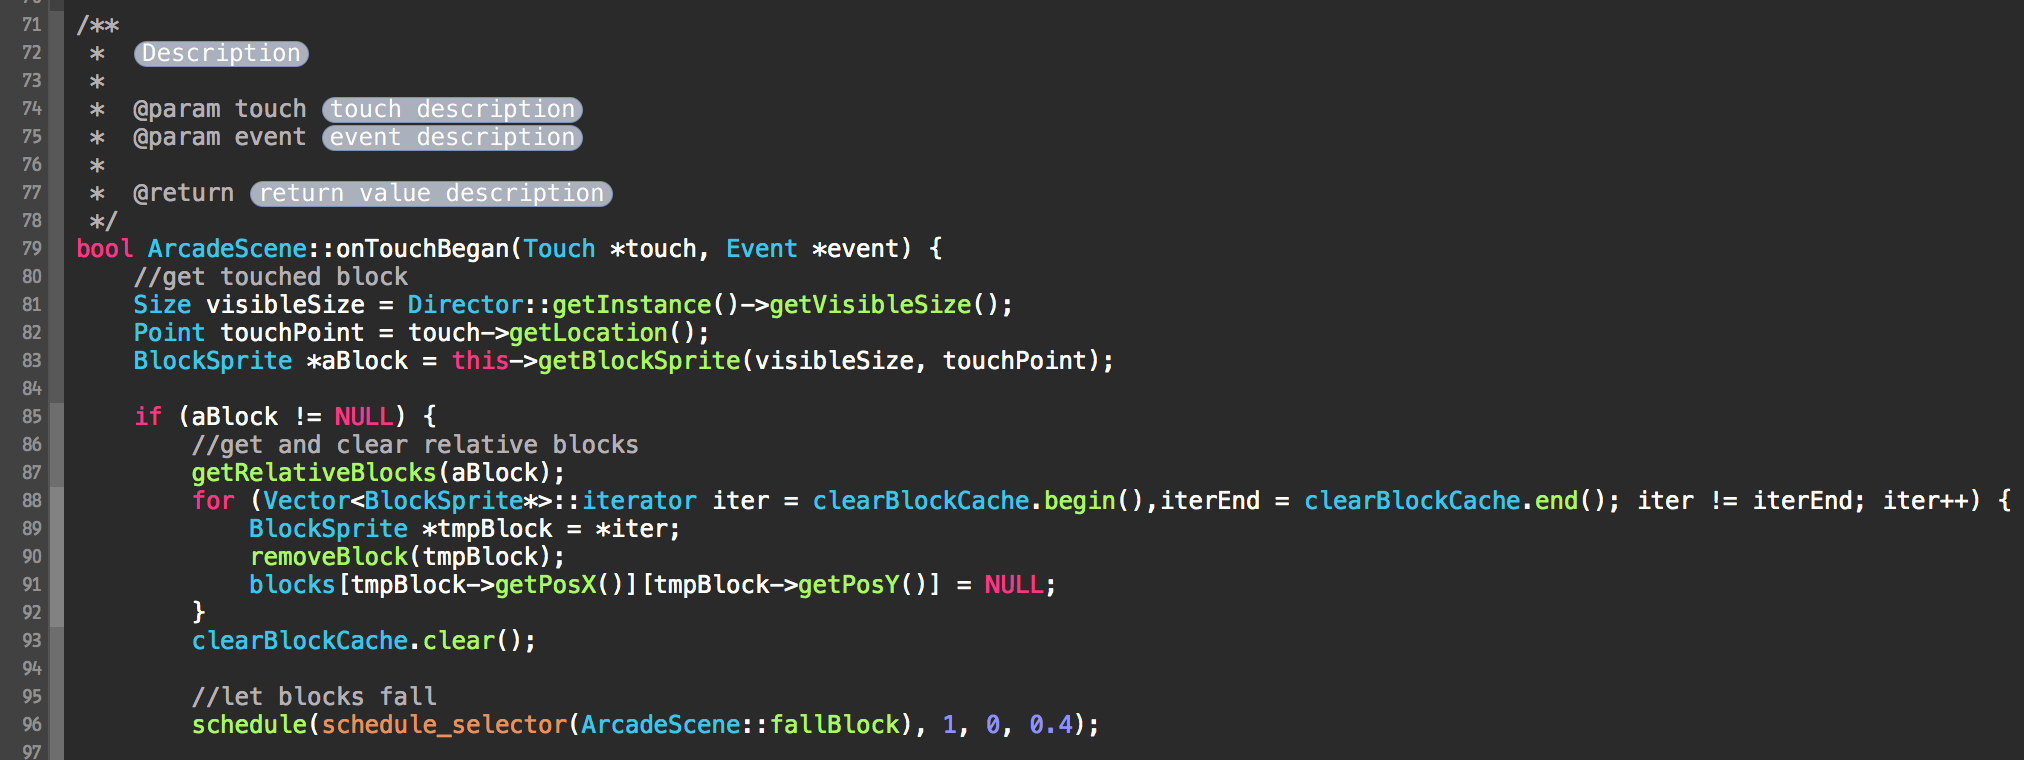 71 /**
72  *  Description
73  *
74  *  @param touch touch description
75  *  @param event event description
76  *
77  *  @return return value description
78  */
79 bool ArcadeScene::onTouchBegan(Touch *touch, Event *event) {
80     //get touched block
81     Size visibleSize = Director::getInstance()->getVisibleSize();
82     Point touchPoint = touch->getLocation();
83     BlockSprite *aBlock = this->getBlockSprite(visibleSize, touchPoint);
84
85     if (aBlock != NULL) {
86         //get and clear relative blocks
87         getRelativeBlocks(aBlock);
88         for (Vector<BlockSprite*>::iterator iter = clearBlockCache.begin(),iterEnd = clearBlockCache.end(); iter != iterEnd; iter++) {
89             BlockSprite *tmpBlock = *iter;
90             removeBlock(tmpBlock);
91             blocks[tmpBlock->getPosX()][tmpBlock->getPosY()] = NULL;
92         }
93         clearBlockCache.clear();
94
95         //let blocks fall
96         schedule(schedule_selector(ArcadeScene::fallBlock), 1, 0, 0.4);
97